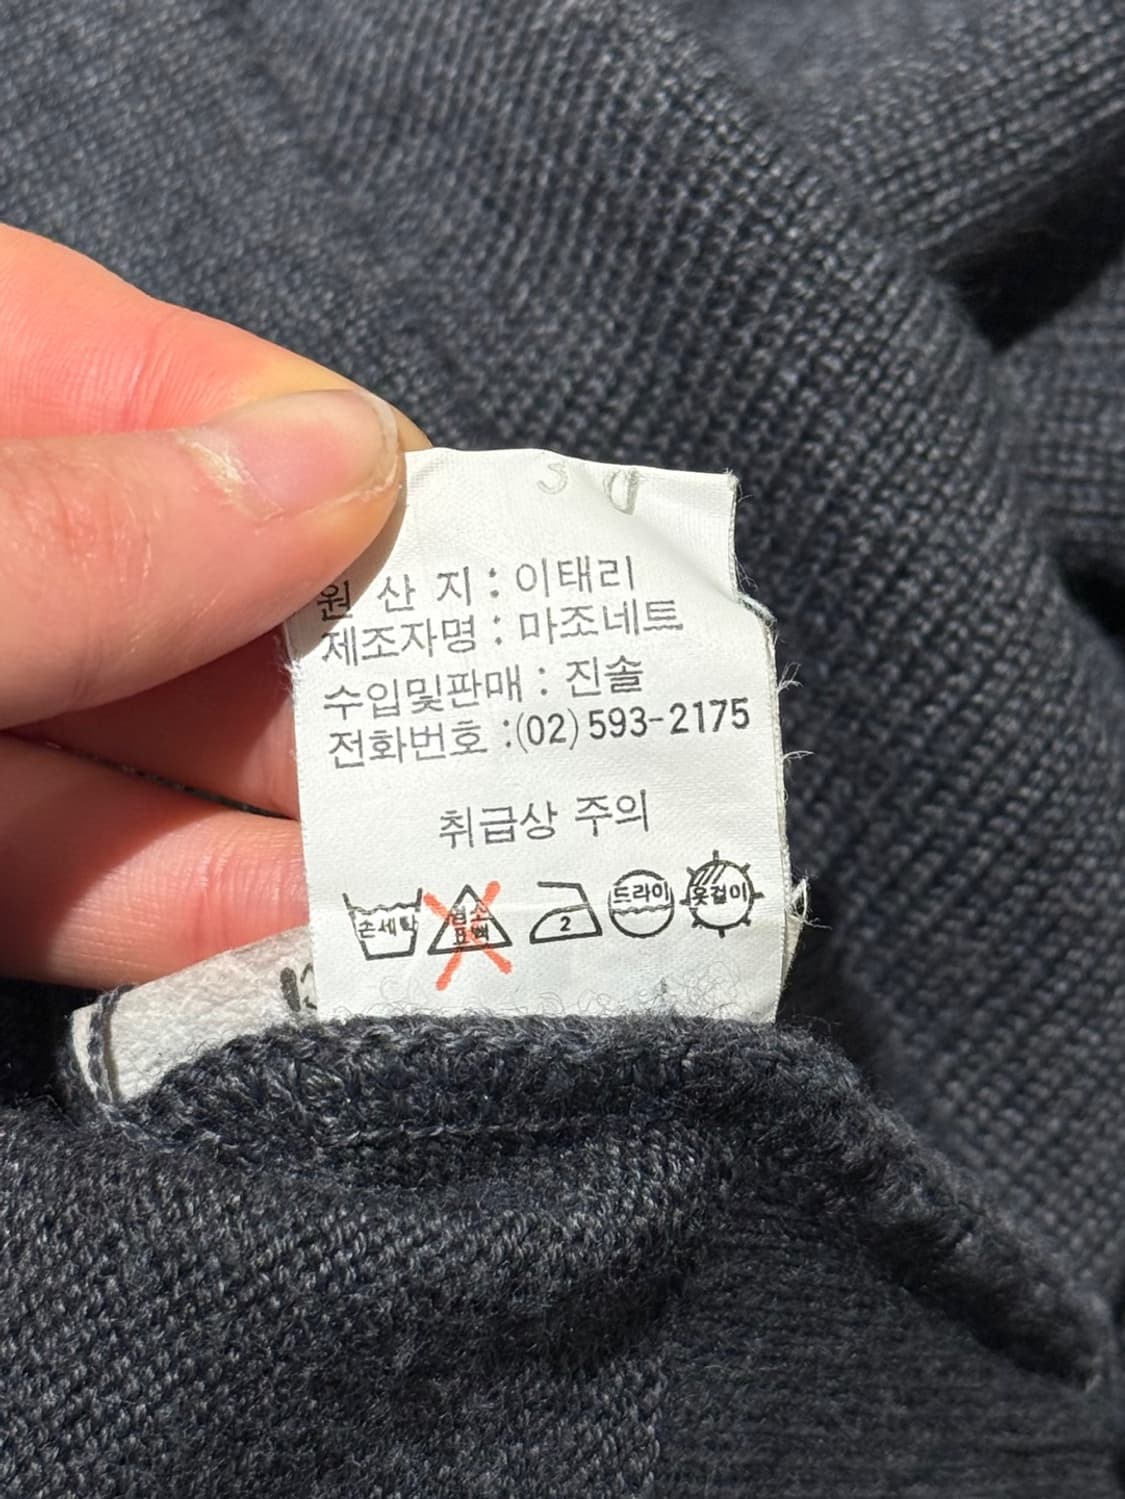 원 산 지 : 이태리
제조자명 : 마조네트
수입및판매 : 진솔
전화번호 :(02)593-2175
취급상 주의
손세탁 염소표백 2 드라이 옷걸이